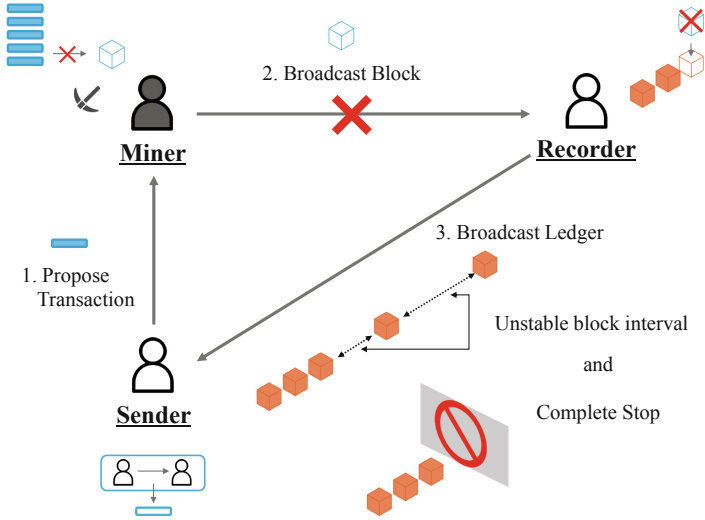 2. Broadcast Block
Miner
Recorder
3. Broadcast Ledger
1. Propose
Transaction
Unstable block interval
and
Complete Stop
Sender